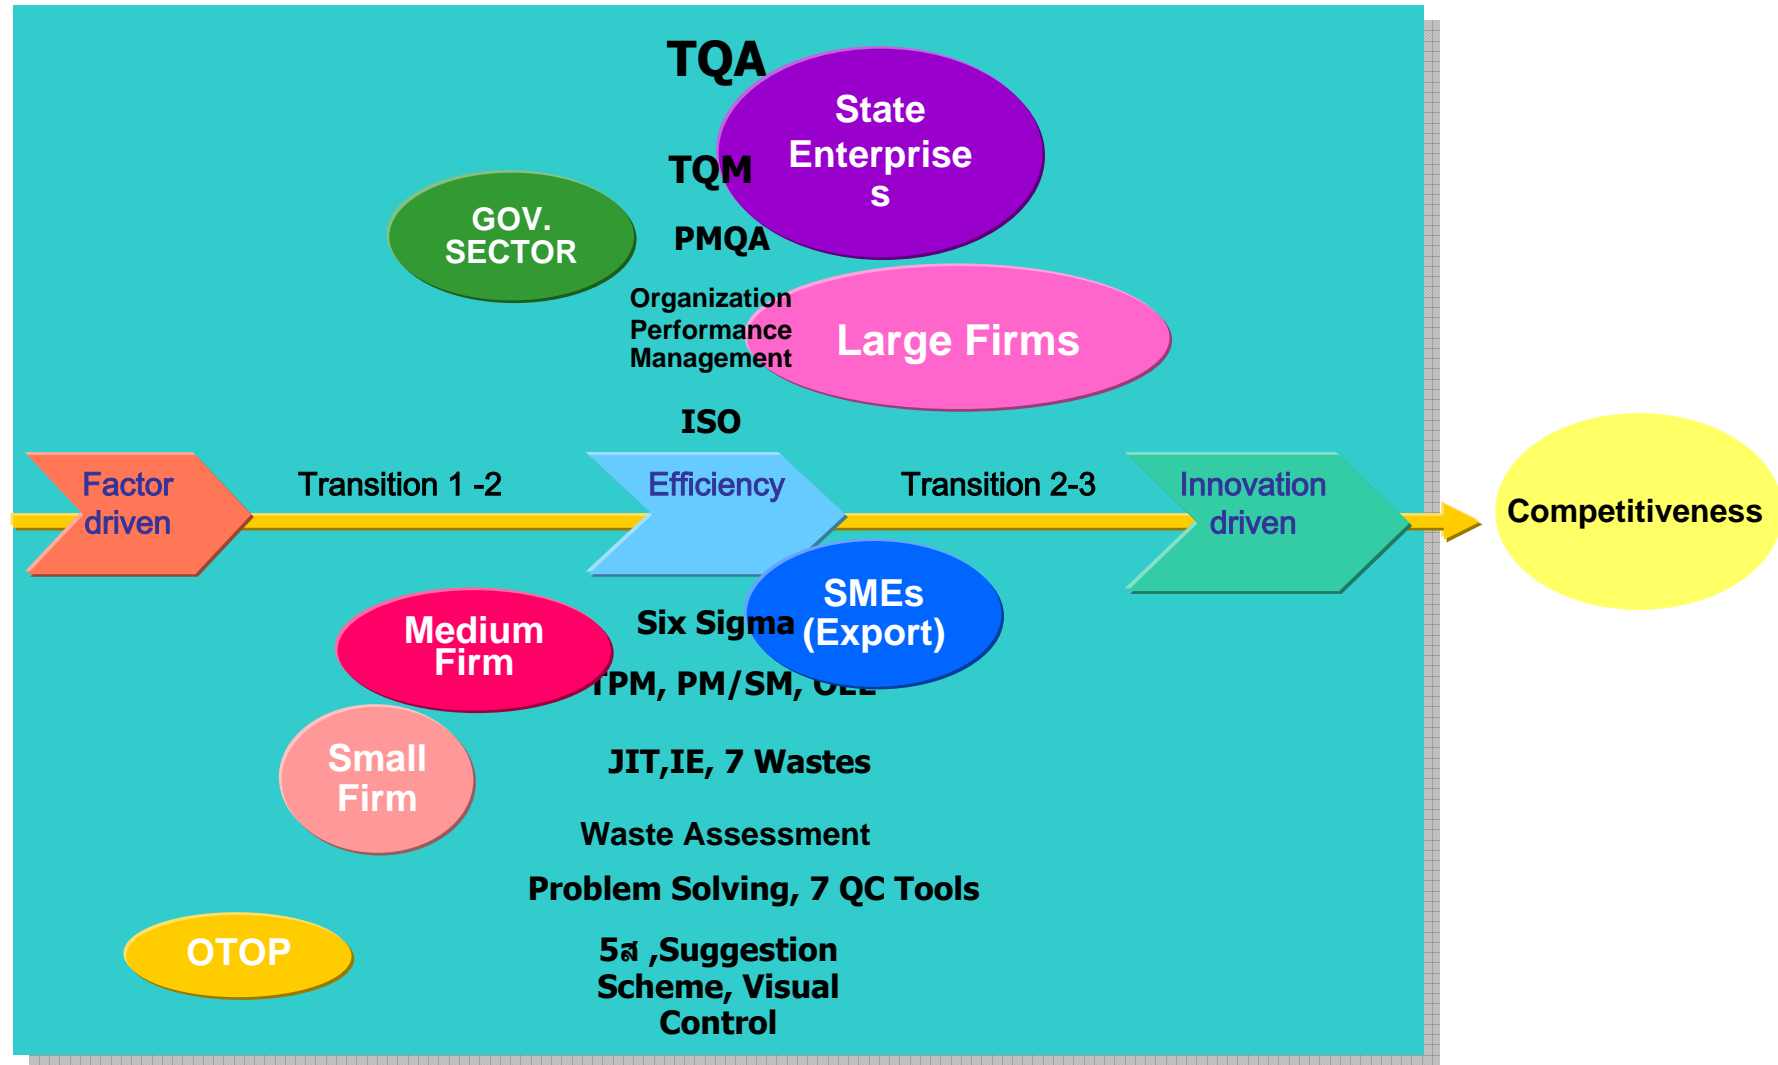 TQA
State
Enterprise
s
TQM
GOV.
SECTOR
PMQA
Organization
Performance
Management
Large Firms
ISO
Factor
driven
Transition 1 -2
Efficiency
Transition 2-3
Innovation
driven
Competitiveness
SMEs
(Export)
Medium
Firm
Six Sigma
TPM, PM/SM, OEE
Small
Firm
JIT,IE, 7 Wastes
Waste Assessment
Problem Solving, 7 QC Tools
OTOP
5ส ,Suggestion
Scheme, Visual
Control